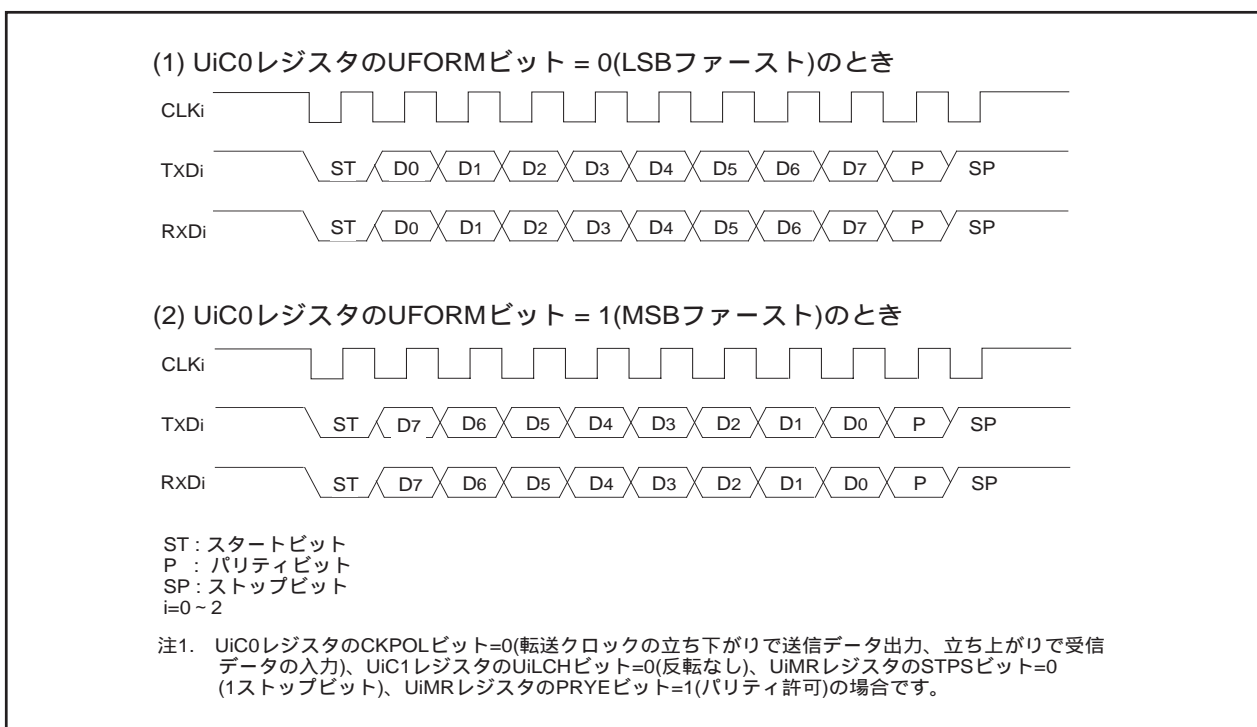 (1) UiC0レジスタのUFORMビット = 0(LSBファースト)のとき
CLKi
TXDi ST D0 D1 D2 D3 D4 D5 D6 D7 P SP
RXDi ST D0 D1 D2 D3 D4 D5 D6 D7 P SP
(2) UiC0レジスタのUFORMビット = 1(MSBファースト)のとき
CLKi
TXDi ST D7 D6 D5 D4 D3 D2 D1 D0 P SP
RXDi ST D7 D6 D5 D4 D3 D2 D1 D0 P SP
ST : スタートビット
P : パリティビット
SP : ストップビット
i=0~2
注1. UiC0レジスタのCKPOLビット=0(転送クロックの立ち下がりで送信データ出力、立ち上がりで受信
データの入力)、UiC1レジスタのUiLCHビット=0(反転なし)、UiMRレジスタのSTPSビット=0
(1ストップビット)、UiMRレジスタのPRYEビット=1(パリティ許可)の場合です。